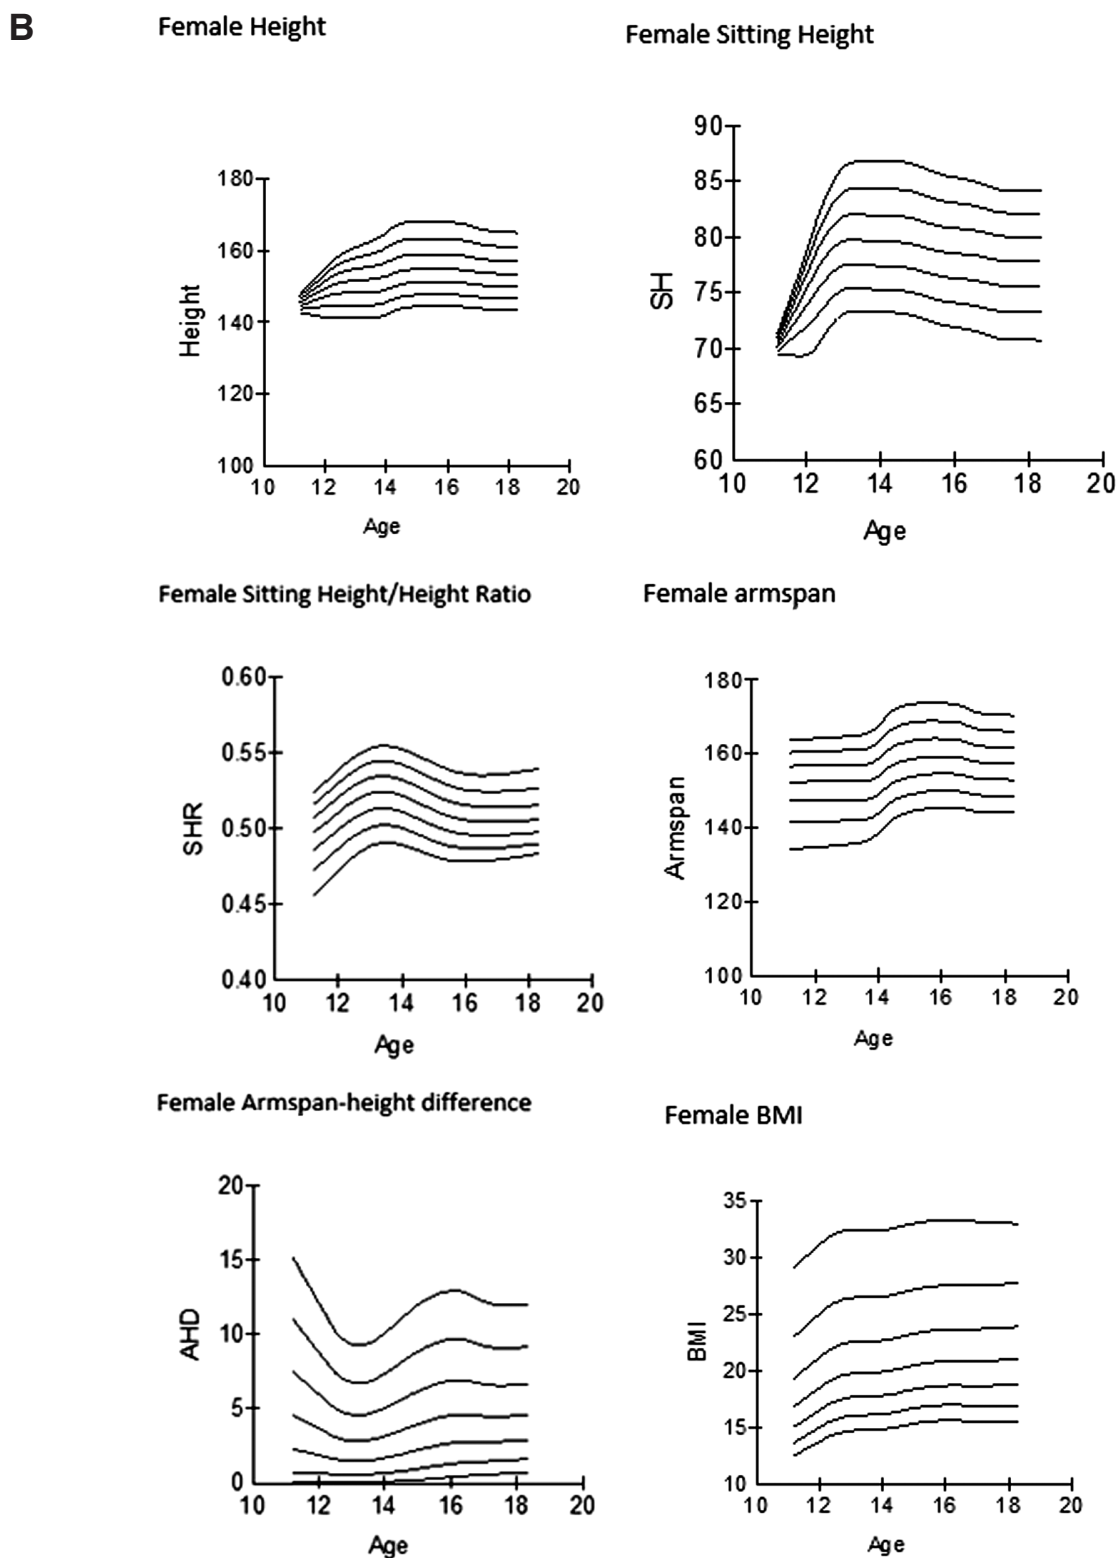 B
Female Height
Female Sitting Height
180
160
140
120
100
Height
10 12 14 16 18 20
Age
90
85
80
75
70
65
60
SH
10 12 14 16 18 20
Age
Female Sitting Height/Height Ratio
Female armspan
0.60
0.55
0.50
0.45
0.40
SHR
10 12 14 16 18 20
Age
180
160
140
120
100
Armspan
10 12 14 16 18 20
Age
Female Armspan-height difference
Female BMI
20
15
10
5
0
AHD
10 12 14 16 18 20
Age
35
30
25
20
15
10
BMI
10 12 14 16 18 20
Age